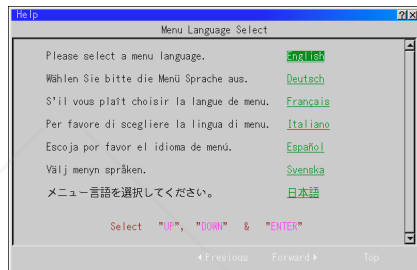 Help
Menu Language Select
Please select a menu language. English
Wählen Sie bitte die Menü Sprache aus. Deutsch
S'il vous plaît choisir la langue de menu. Français
Per favore di scegliere la lingua di menu. Italiano
Escoja por favor el idioma de menú. Español
Välj menyn språken. Svenska
メニュー言語を選択してください。 日本語
Select "UP", "DOWN" & "ENTER"
Previous Forward Top